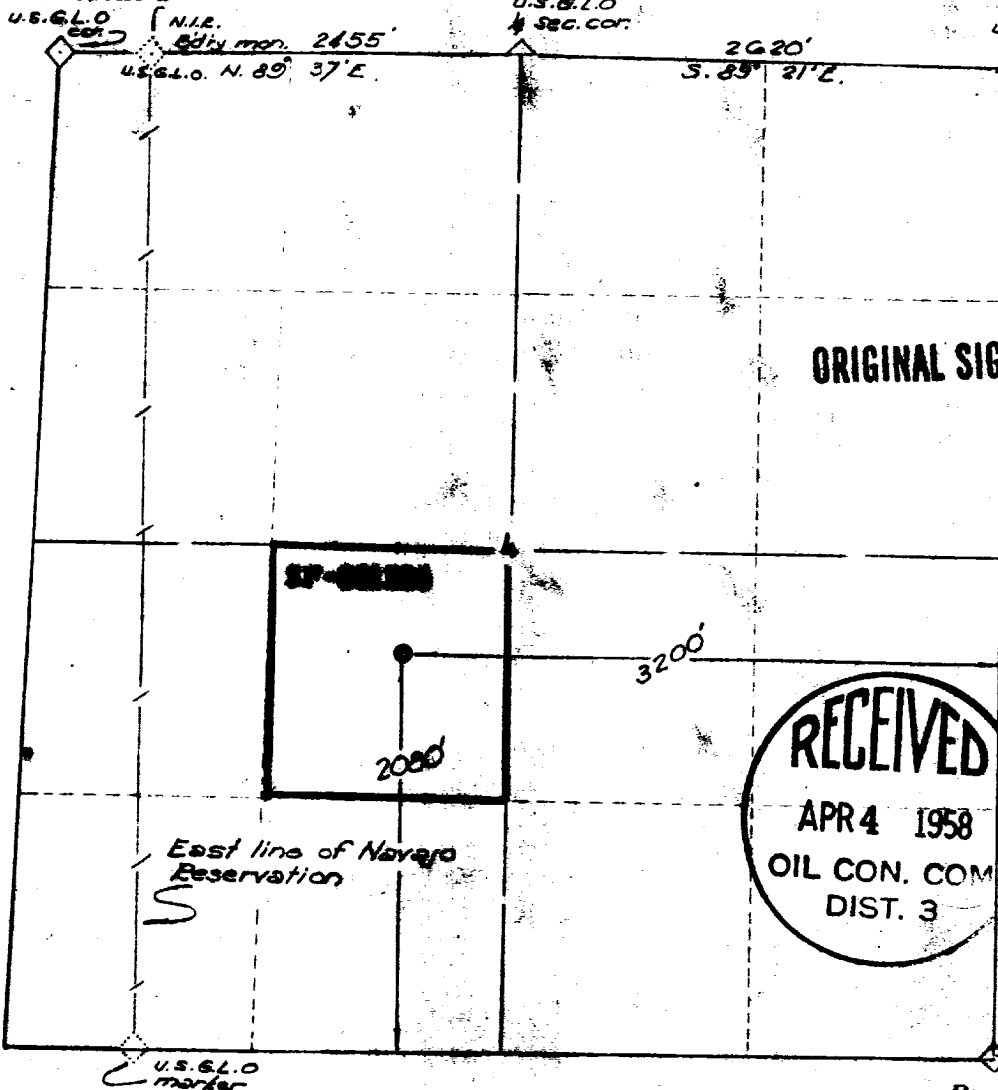 U.S.G.L.O
cor.
N.I.R.
Bdry mon. 2455'
U.S.G.L.O. N. 89° 37' E.
U.S.G.L.O
1/4 Sec. cor.
2620'
S. 89° 21' E.
ORIGINAL SIG
3200'
2080'
RECEIVED
APR 4 1958
OIL CON. COM
DIST. 3
East line of Navajo
Reservation
U.S.G.L.O
marker